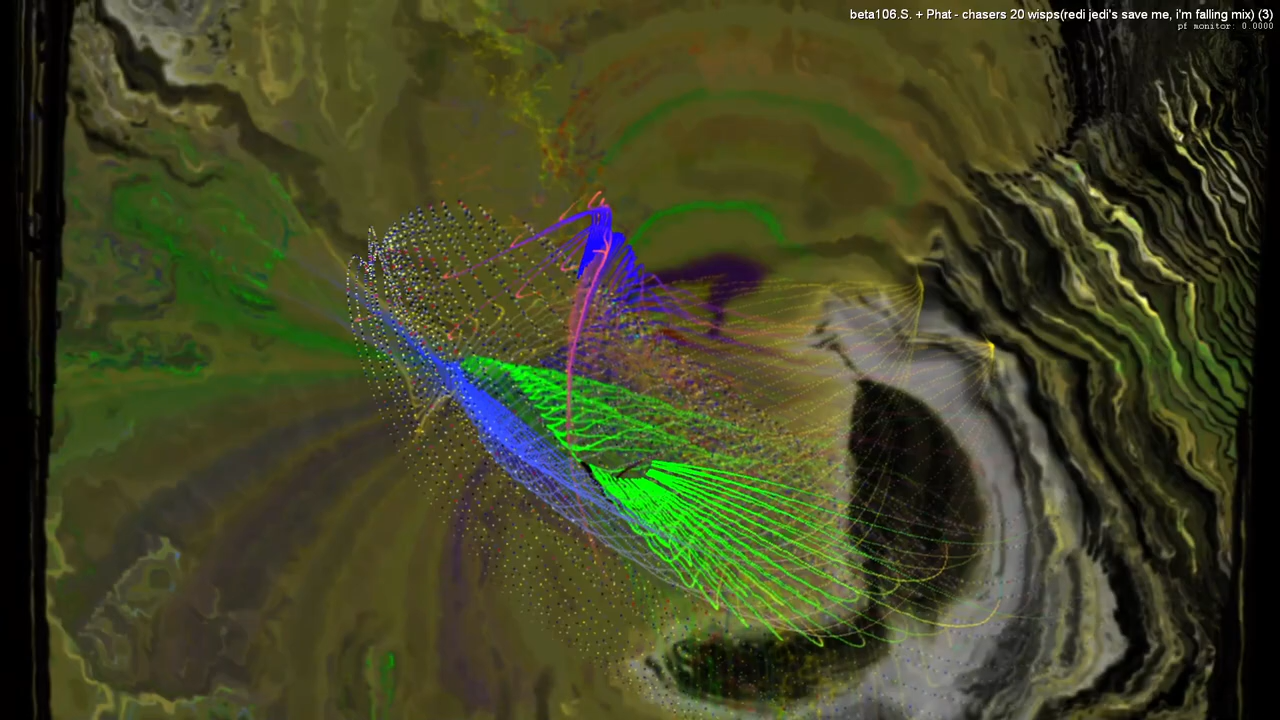 beta106.S. + Phat - chasers 20 wisps(redi jedi's save me, i'm falling mix) (3)
pf monitor: 0.0000